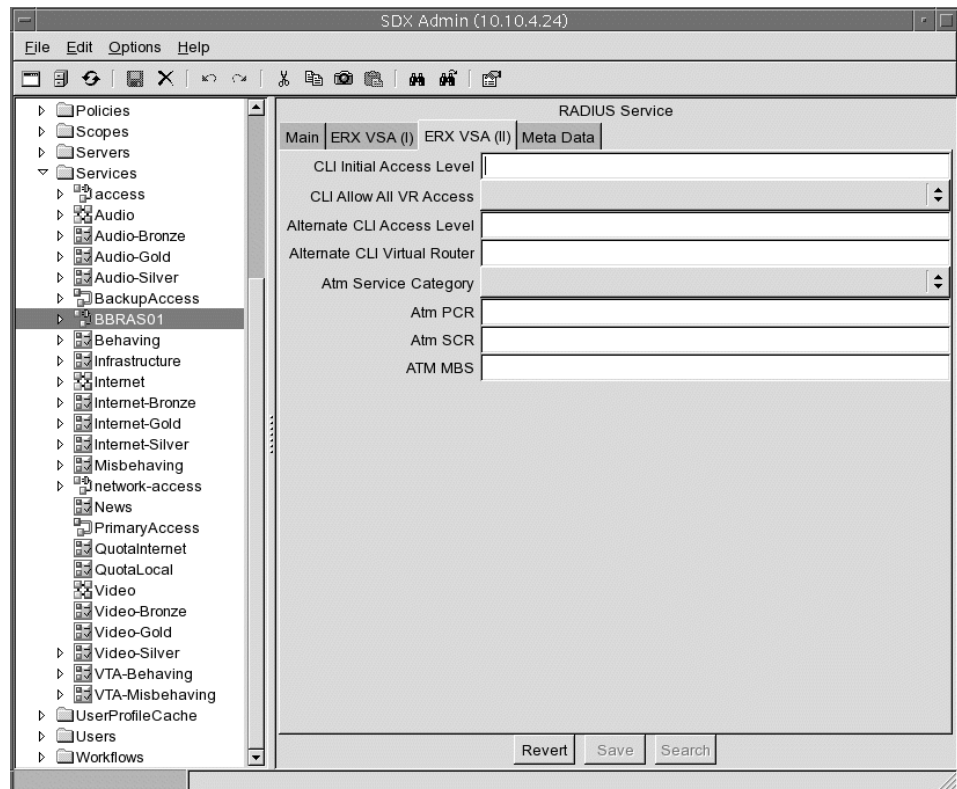 SDX Admin (10.10.4.24)
File Edit Options Help
Policies
Scopes
Servers
Services
access
Audio
Audio-Bronze
Audio-Gold
Audio-Silver
BackupAccess
BBRAS01
Behaving
Infrastructure
Internet
Internet-Bronze
Internet-Gold
Internet-Silver
Misbehaving
network-access
News
PrimaryAccess
QuotaInternet
QuotaLocal
Video
Video-Bronze
Video-Gold
Video-Silver
VTA-Behaving
VTA-Misbehaving
UserProfileCache
Users
Workflows
RADIUS Service
Main ERX VSA (I) ERX VSA (II) Meta Data
CLI Initial Access Level
CLI Allow All VR Access
Alternate CLI Access Level
Alternate CLI Virtual Router
Atm Service Category
Atm PCR
Atm SCR
ATM MBS
Revert Save Search